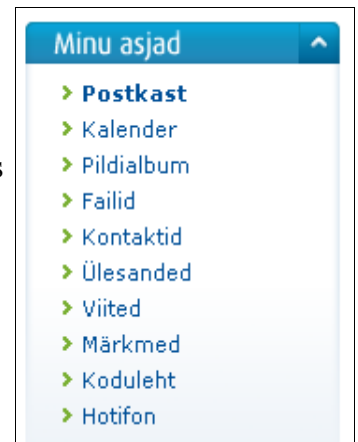 Minu asjad
Postkast
Kalender
Pildialbum
s
Failid
Kontaktid
Ülesanded
Viited
Märkmed
Koduleht
Hotifon